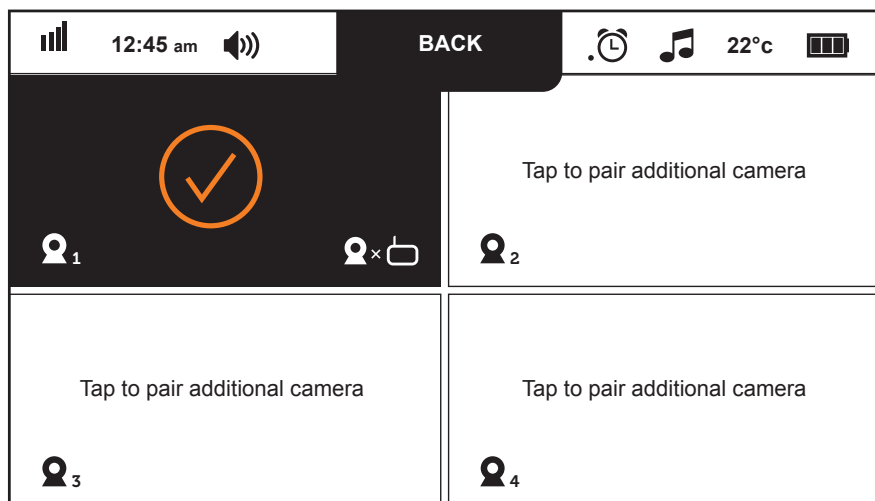 12:45 am BACK 22°c
Tap to pair additional camera
1 × 2
Tap to pair additional camera Tap to pair additional camera
3 4